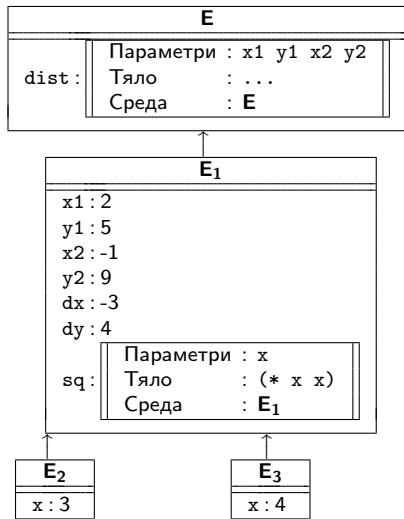 E
Параметри : x1 y1 x2 y2
dist : Тяло : ...
Среда : E
E1
x1 : 2
y1 : 5
x2 : -1
y2 : 9
dx : -3
dy : 4
Параметри : x
sq : Тяло : (* x x)
Среда : E1
E2
x : 3
E3
x : 4